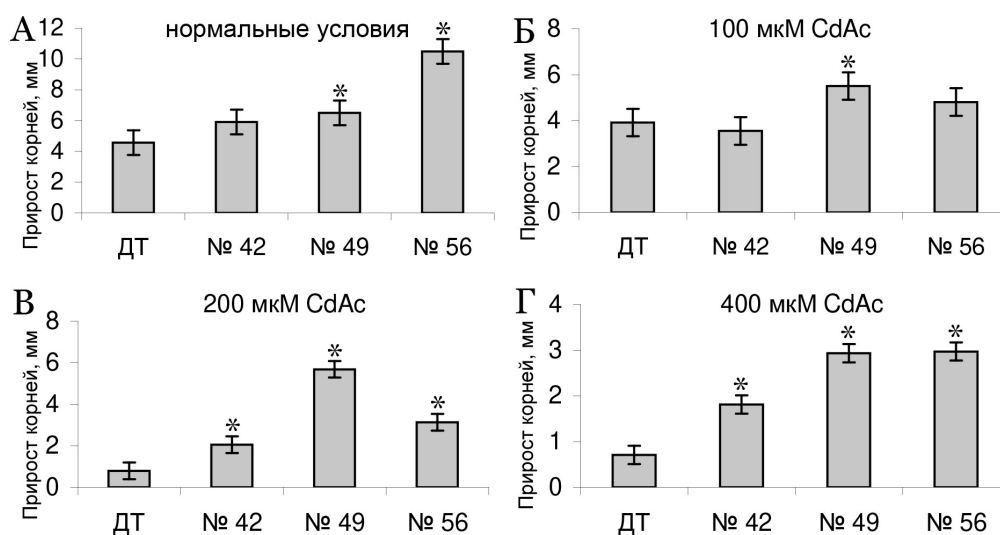 А
нормальные условия
Прирост корней, мм
12
10
8
6
4
2
0
*
*
ДТ № 42 № 49 № 56
Б
100 мкМ CdAc
Прирост корней, мм
8
6
4
2
0
*
ДТ № 42 № 49 № 56
В
200 мкМ CdAc
Прирост корней, мм
8
6
4
2
0
*
*
*
ДТ № 42 № 49 № 56
Г
400 мкМ CdAc
Прирост корней, мм
4
3
2
1
0
*
*
*
ДТ № 42 № 49 № 56